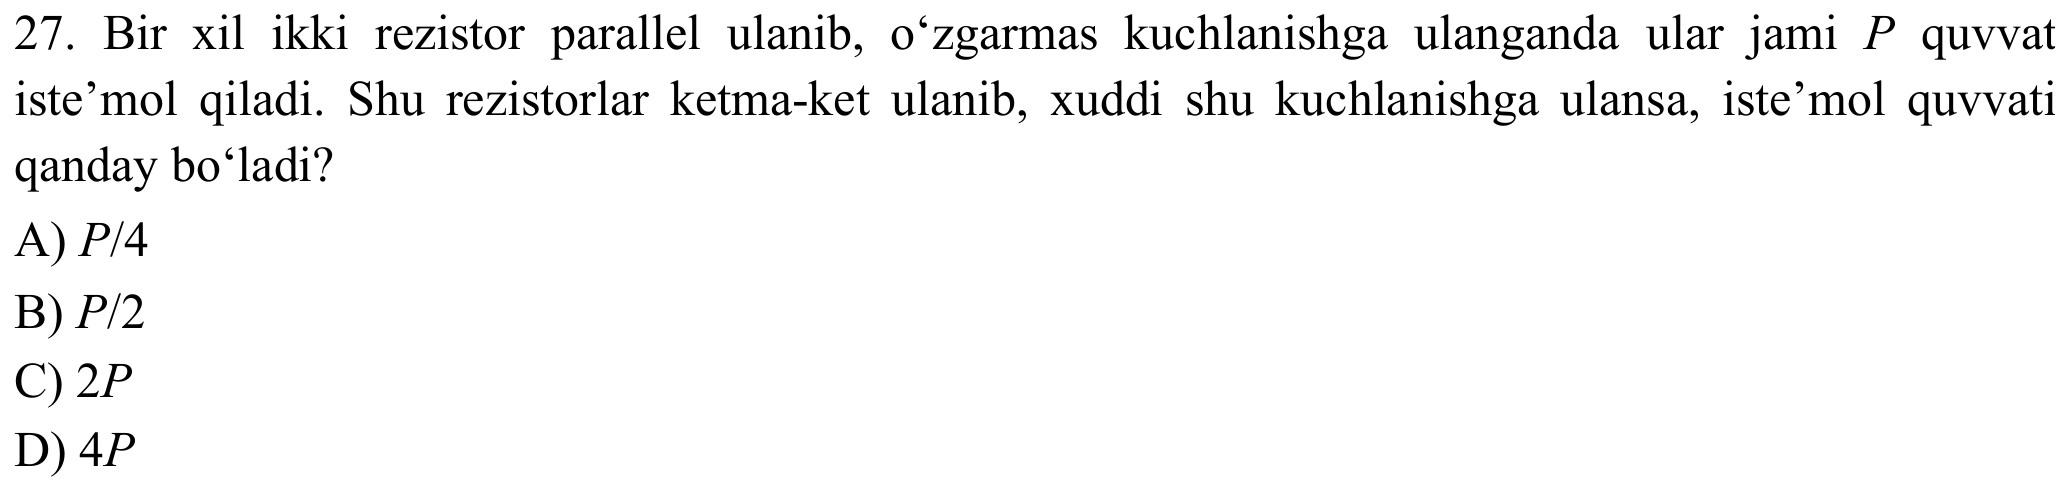 27. Bir xil ikki rezistor parallel ulanib, o‘zgarmas kuchlanishga ulanganda ular jami P quvvat
iste’mol qiladi. Shu rezistorlar ketma-ket ulanib, xuddi shu kuchlanishga ulansa, iste’mol quvvati
qanday bo‘ladi?
A) P/4
B) P/2
C) 2P
D) 4P